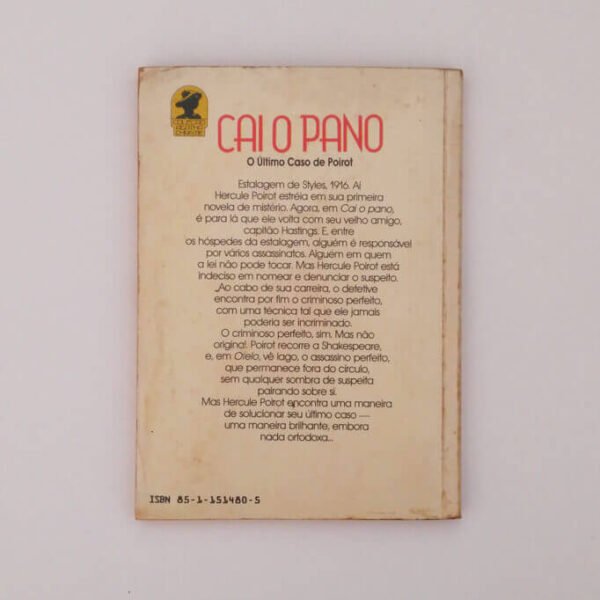 COLEÇÃO
AGATHA
CHRISTIE
CAI O PANO
O Último Caso de Poirot
Estalagem de Styles, 1916. Aí
Hercule Poirot estréia em sua primeira
novela de mistério. Agora, em Cai o pano,
é para lá que ele volta com seu velho amigo,
capitão Hastings. E, entre
os hóspedes da estalagem, alguém é responsável
por vários assassinatos. Alguém em quem
a lei não pode tocar. Mas Hercule Poirot está
indeciso em nomear e denunciar o suspeito.
Ao cabo de sua carreira, o detetive
encontra por fim o criminoso perfeito,
com uma técnica tal que ele jamais
poderia ser incriminado.
O criminoso perfeito, sim. Mas não
original. Poirot recorre a Shakespeare,
e, em Otelo, vê Iago, o assassino perfeito,
que permanece fora do círculo,
sem qualquer sombra de suspeita
pairando sobre si.
Mas Hercule Poirot encontra uma maneira
de solucionar seu último caso —
uma maneira brilhante, embora
nada ortodoxa...
ISBN 85-1-151480-5